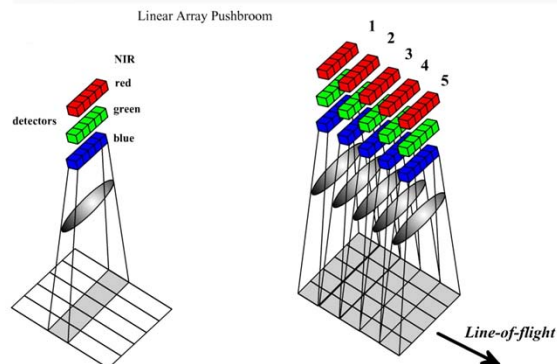 Linear Array Pushbroom
NIR
red
detectors
green
blue
1
2
3
4
5
Line-of-flight